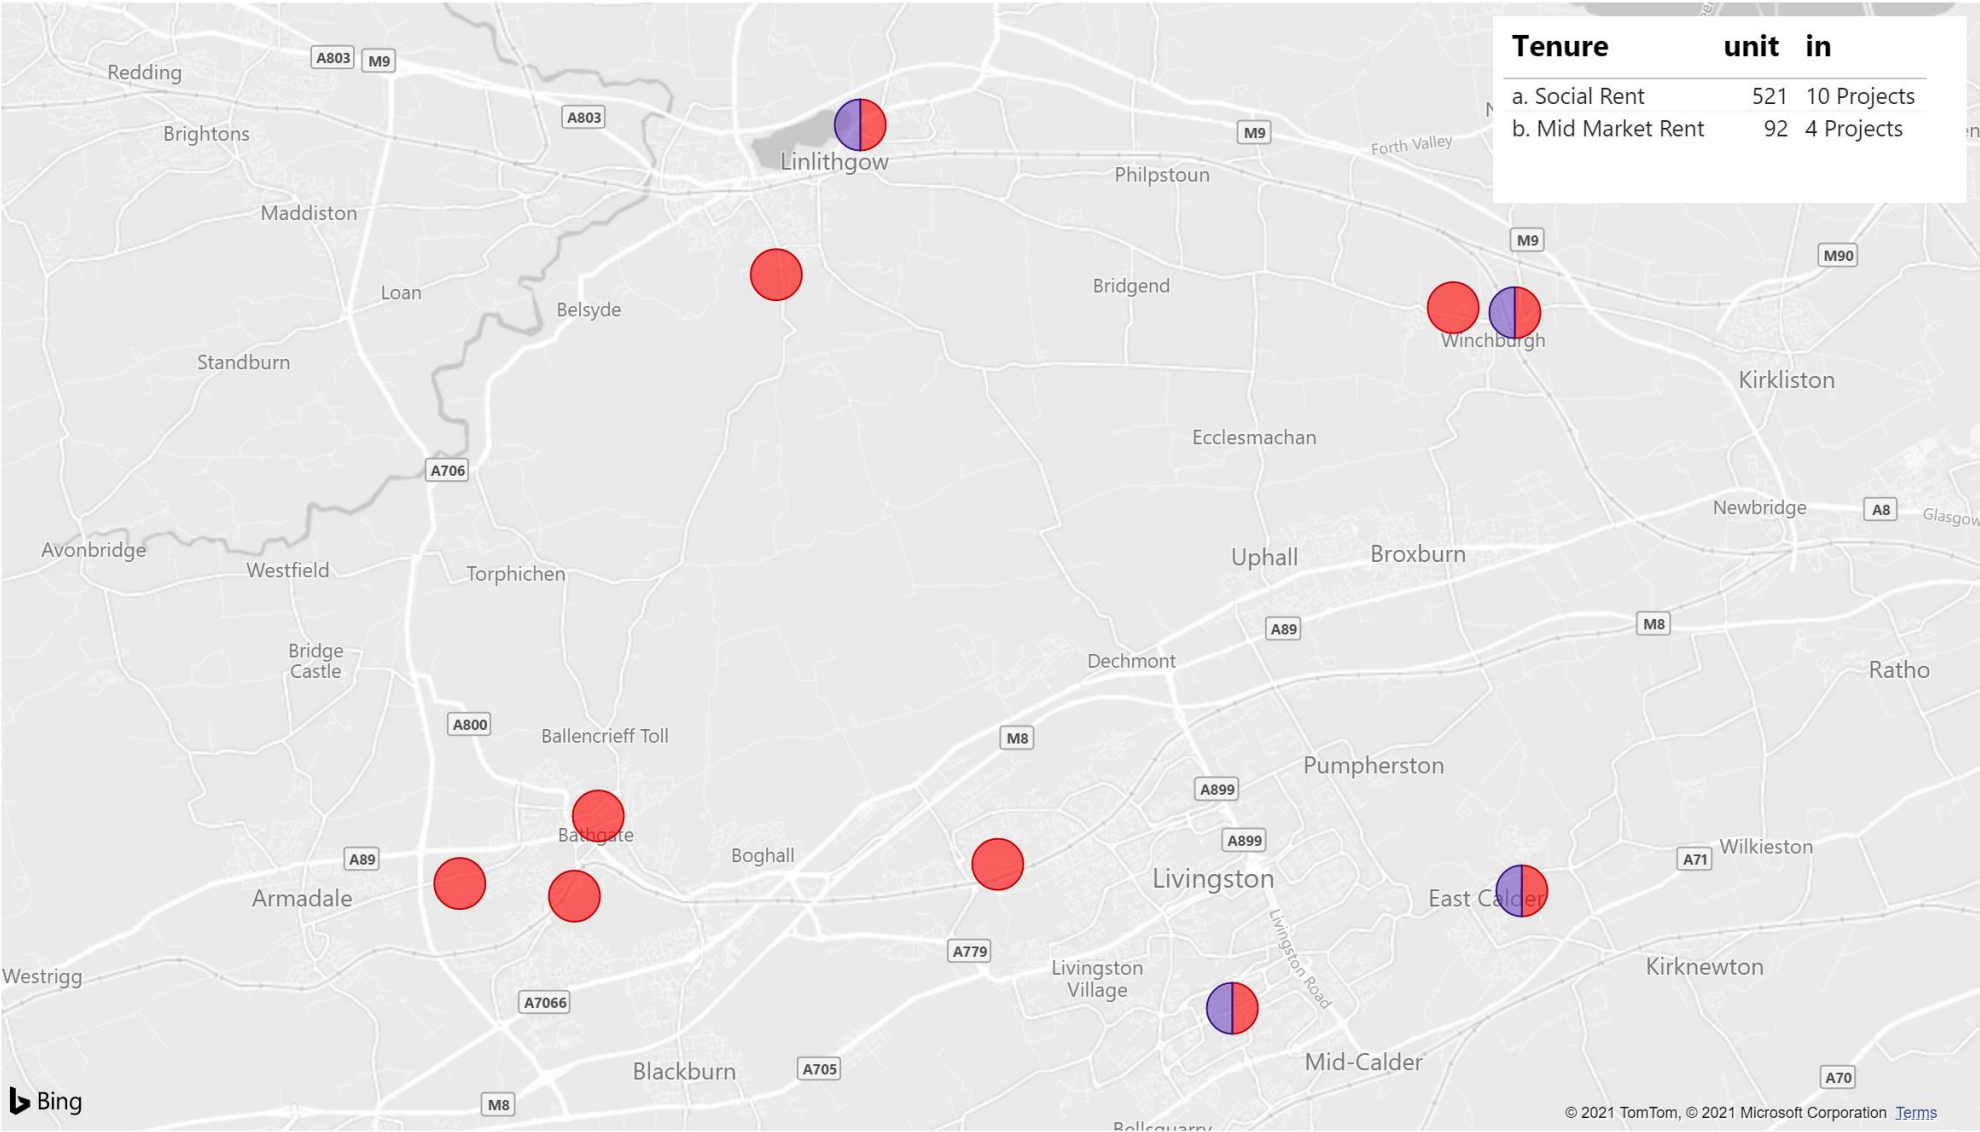 Tenure unit in
a. Social Rent 521 10 Projects
b. Mid Market Rent 92 4 Projects
A803
M9
Redding
A803
Brightons
M9
Forth Valley
Linlithgow
Philpstoun
Maddiston
M9
M90
Loan
Bridgend
Belsyde
Winchburgh
Standburn
Kirkliston
Ecclesmachan
A706
Newbridge
A8
Glasgow
Avonbridge
Uphall
Broxburn
Westfield
Torphichen
A89
M8
Bridge
Castle
Dechmont
Ratho
A800
Ballencrieff Toll
M8
Pumpherston
A899
Bathgate
A899
Boghall
A89
A71
Wilkieston
Armadale
Livingston
East Calder
Livingston Road
A779
Westrigg
Livingston
Village
Kirknewton
A7066
Blackburn
A705
Mid-Calder
A70
M8
Bing
Bellsquarry
© 2021 TomTom, © 2021 Microsoft Corporation Terms